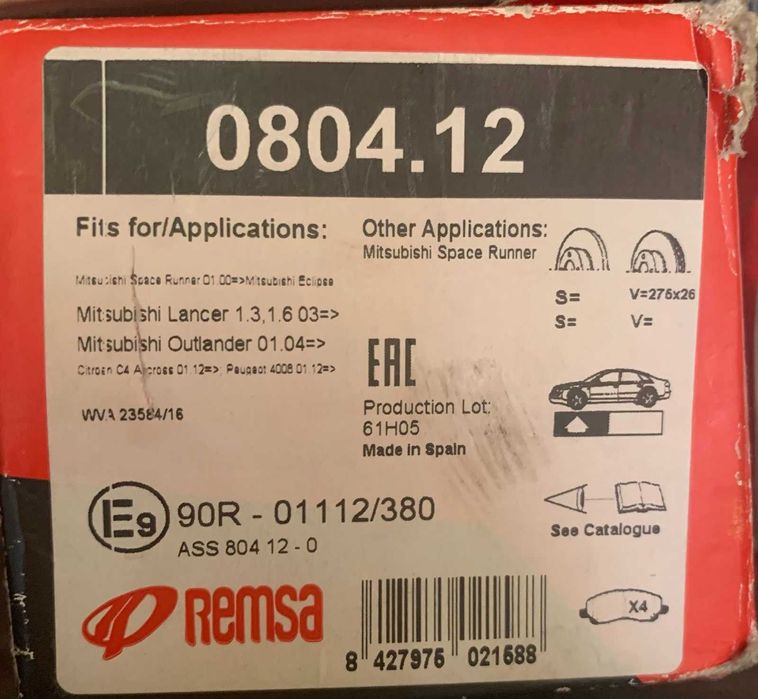 0804.12
Fits for/Applications:
Mitsubishi Space Runner 01.00=>Mitsubishi Eclipse
Mitsubishi Lancer 1.3,1.6 03=>
Mitsubishi Outlander 01.04=>
Citroen C4 Aircross 01.12=>; Peugeot 4008 01.12=>
WVA 23584/16
Other Applications:
Mitsubishi Space Runner
S= V=276x26
S= V=
EAC
Production Lot:
61H05
Made in Spain
E9 90R - 01112/380
ASS 804 12 - 0
See Catalogue
Remsa
X4
8 427975 021588